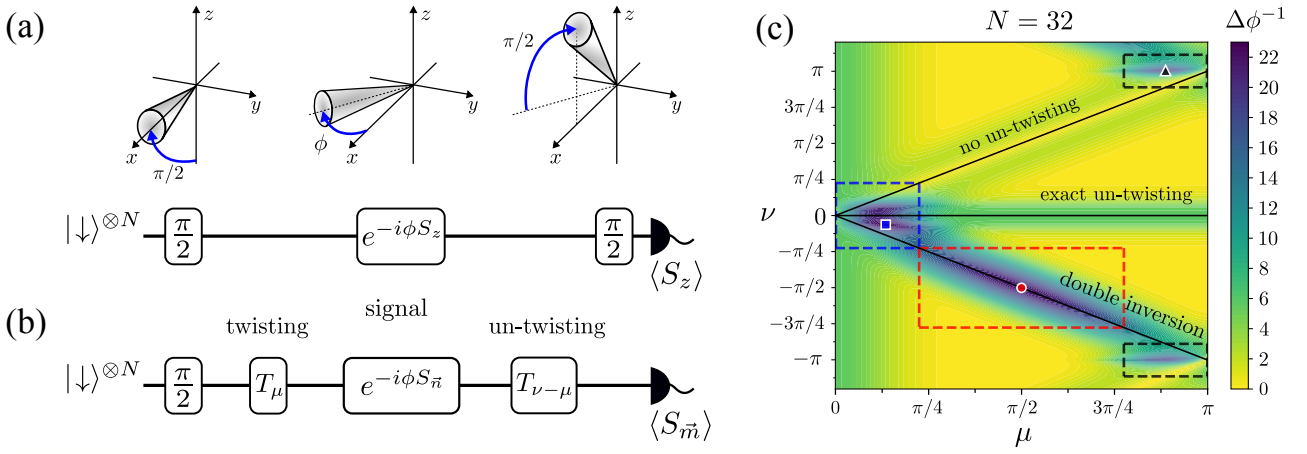 (a)
z
y
x
π/2
z
y
x
ϕ
z
y
x
π/2
|↓⟩⊗N
π/2
e−iϕSz
π/2
⟨Sz⟩
(b)
twisting
signal
un-twisting
|↓⟩⊗N
π/2
Tμ
e−iϕSn⃗
Tν−μ
⟨Sm⃗⟩
(c)
N = 32
Δϕ−1
π
3π/4
π/2
π/4
0
−π/4
−π/2
−3π/4
−π
ν
no un-twisting
exact un-twisting
double inversion
0
π/4
π/2
3π/4
π
μ
22
20
18
16
14
12
10
8
6
4
2
0